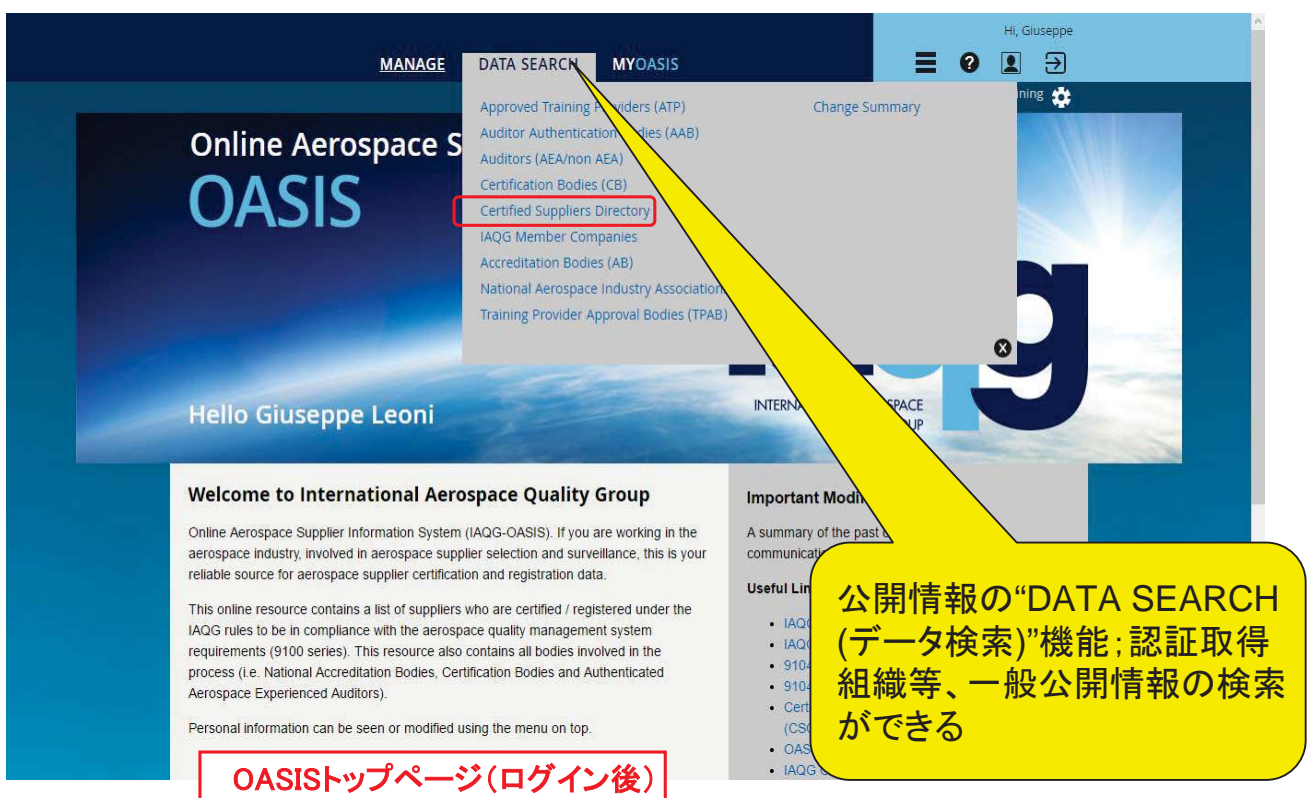 Hi, Giuseppe
MANAGE
DATA SEARCH
MYOASIS
Approved Training Providers (ATP)
Change Summary
Auditor Authentication Bodies (AAB)
Auditors (AEA/non AEA)
Certification Bodies (CB)
Certified Suppliers Directory
IAQG Member Companies
Accreditation Bodies (AB)
National Aerospace Industry Association
Training Provider Approval Bodies (TPAB)
Online Aerospace S
OASIS
Hello Giuseppe Leoni
Welcome to International Aerospace Quality Group
Online Aerospace Supplier Information System (IAQG-OASIS). If you are working in the
aerospace industry, involved in aerospace supplier selection and surveillance, this is your
reliable source for aerospace supplier certification and registration data.
This online resource contains a list of suppliers who are certified / registered under the
IAQG rules to be in compliance with the aerospace quality management system
requirements (9100 series). This resource also contains all bodies involved in the
process (i.e. National Accreditation Bodies, Certification Bodies and Authenticated
Aerospace Experienced Auditors).
Personal information can be seen or modified using the menu on top.
Important
A summary of the past
Useful
公開情報の“DATA SEARCH
(データ検索)”機能;認証取得
組織等、一般公開情報の検索
ができる
OASISトップページ(ログイン後)